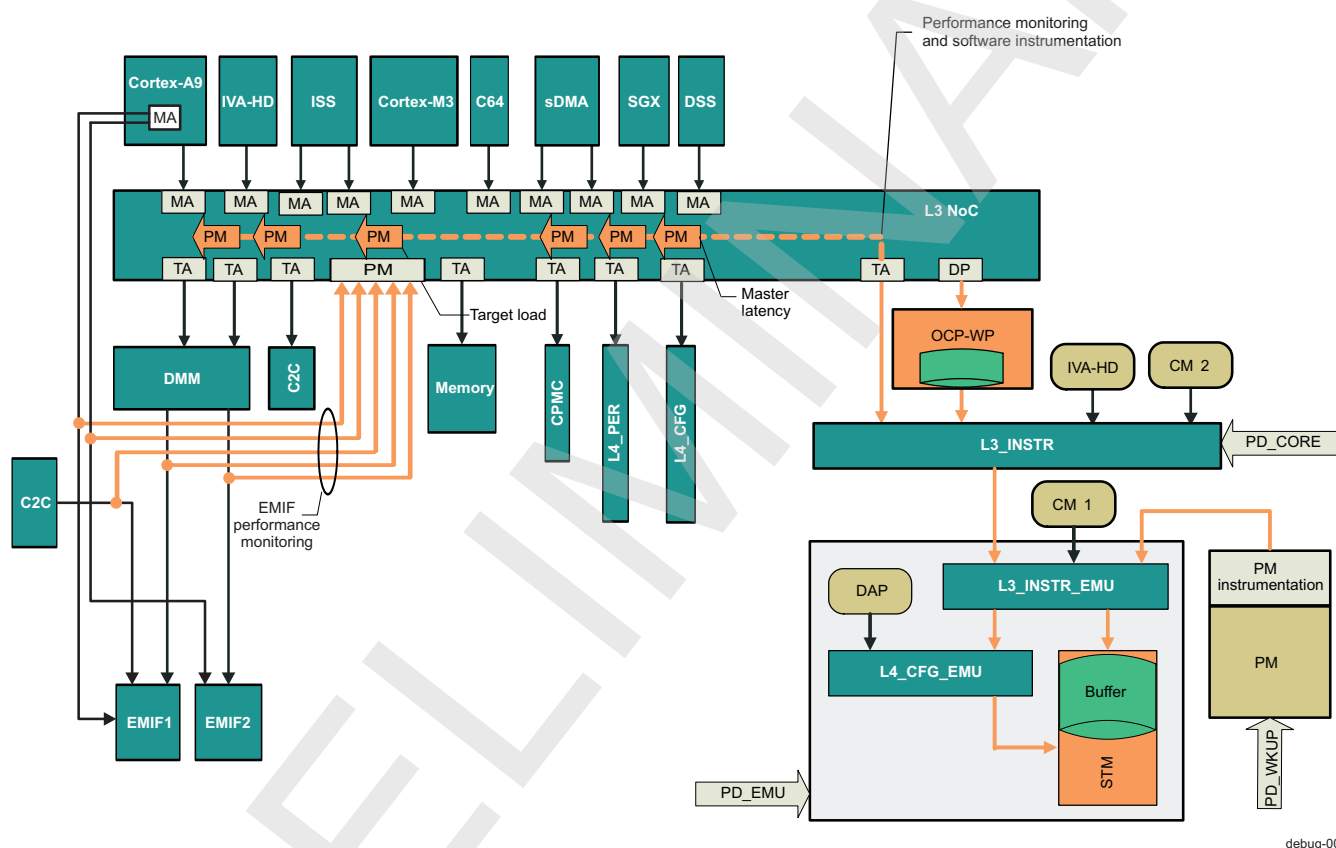 Performance monitoring
and software instrumentation
Cortex-A9
MA
IVA-HD
ISS
Cortex-M3
C64
sDMA
SGX
DSS
MA
MA
MA
MA
MA
MA
MA
MA
MA
MA
L3 NoC
PM
PM
PM
PM
PM
PM
TA
TA
TA
PM
TA
TA
TA
TA
TA
DP
Target load
Master
latency
DMM
C2C
Memory
CPMC
L4_PER
L4_CFG
OCP-WP
IVA-HD
CM 2
L3_INSTR
PD_CORE
C2C
EMIF
performance
monitoring
CM 1
EMIF1
EMIF2
DAP
L3_INSTR_EMU
L4_CFG_EMU
Buffer
STM
PM
instrumentation
PM
PD_EMU
PD_WKUP
debug-00
ELIMINA